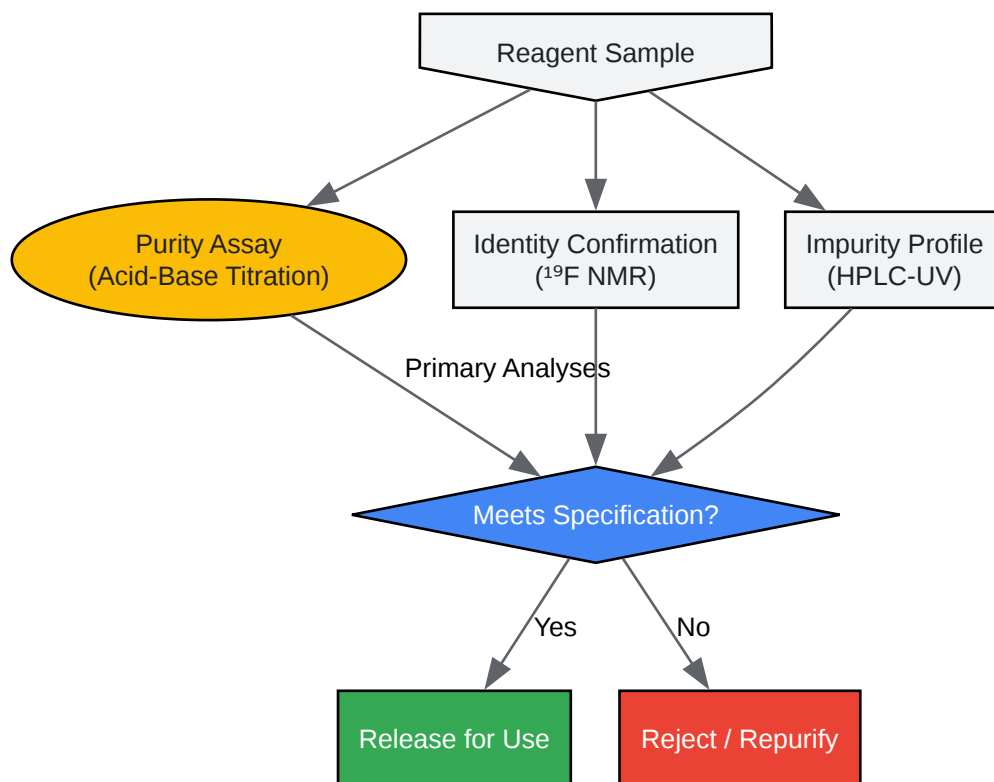 Reagent Sample
Purity Assay
(Acid-Base Titration)
Identity Confirmation
(¹⁹F NMR)
Impurity Profile
(HPLC-UV)
Primary Analyses
Meets Specification?
Yes
No
Release for Use
Reject / Repurify